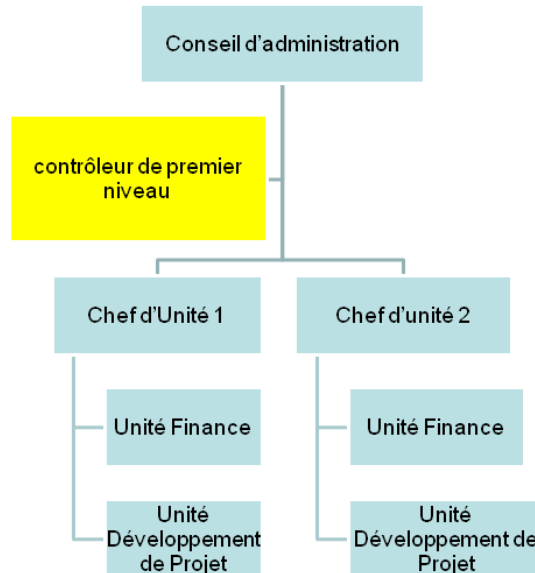 Conseil d'administration
contrôleur de premier
niveau
Chef d'Unité 1
Chef d'unité 2
Unité Finance
Unité Finance
Unité
Développement
de Projet
Unité
Développement de
Projet